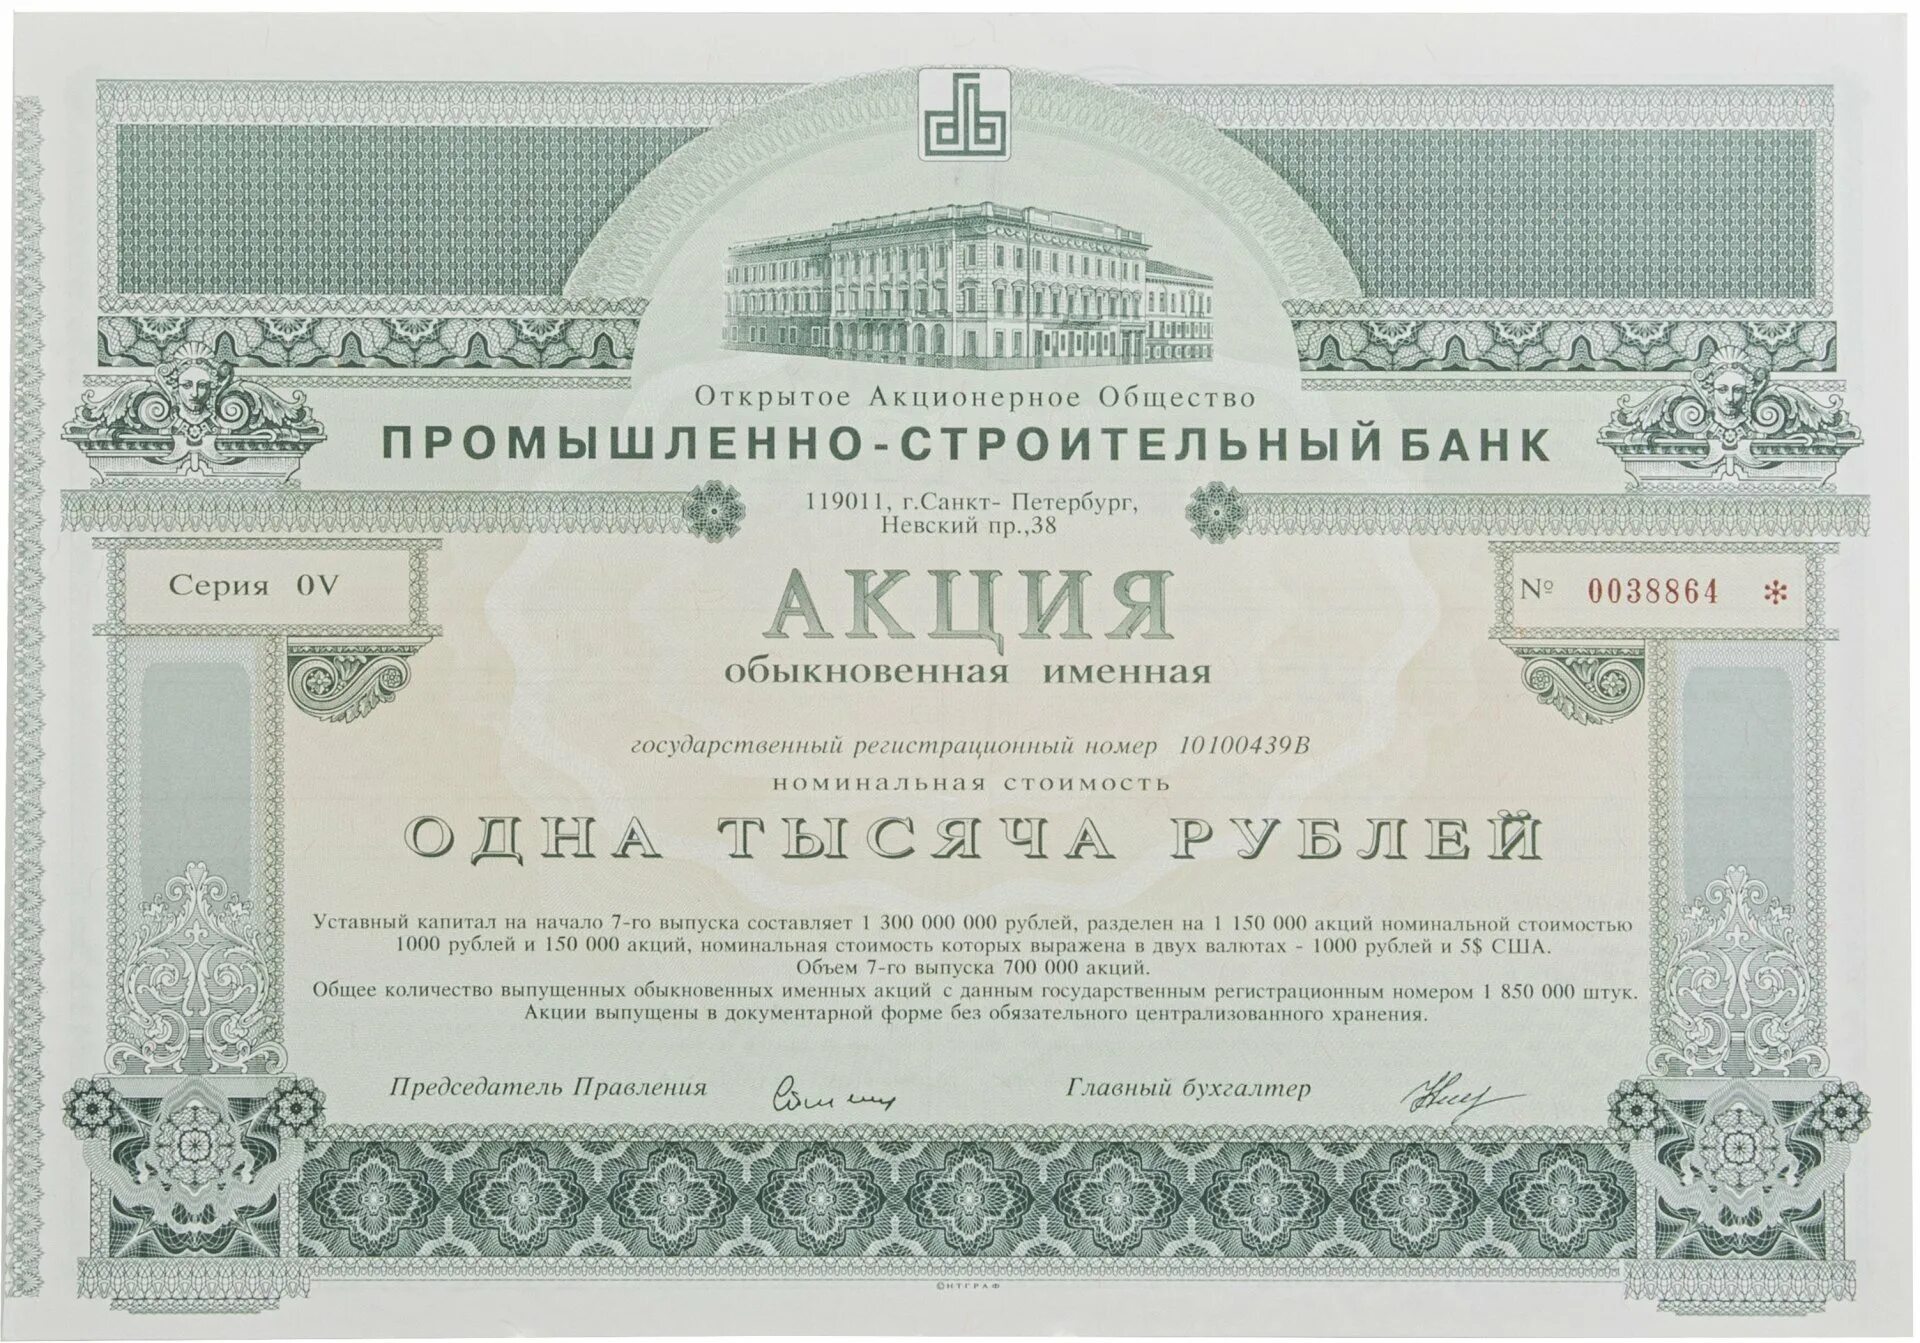 Открытое Акционерное Общество
ПРОМЫШЛЕННО-СТРОИТЕЛЬНЫЙ БАНК
119011, г.Санкт- Петербург,
Невский пр.,38
Серия OV
№ 0038864 *
АКЦИЯ
обыкновенная именная
государственный регистрационный номер 10100439В
номинальная стоимость
ОДНА ТЫСЯЧА РУБЛЕЙ
Уставный капитал на начало 7-го выпуска составляет 1 300 000 000 рублей, разделен на 1 150 000 акций номинальной стоимостью
1000 рублей и 150 000 акций, номинальная стоимость которых выражена в двух валютах - 1000 рублей и 5$ США.
Объем 7-го выпуска 700 000 акций.
Общее количество выпущенных обыкновенных именных акций с данным государственным регистрационным номером 1 850 000 штук.
Акции выпущены в документарной форме без обязательного централизованного хранения.
Председатель Правления
Главный бухгалтер
©НТГРАФ